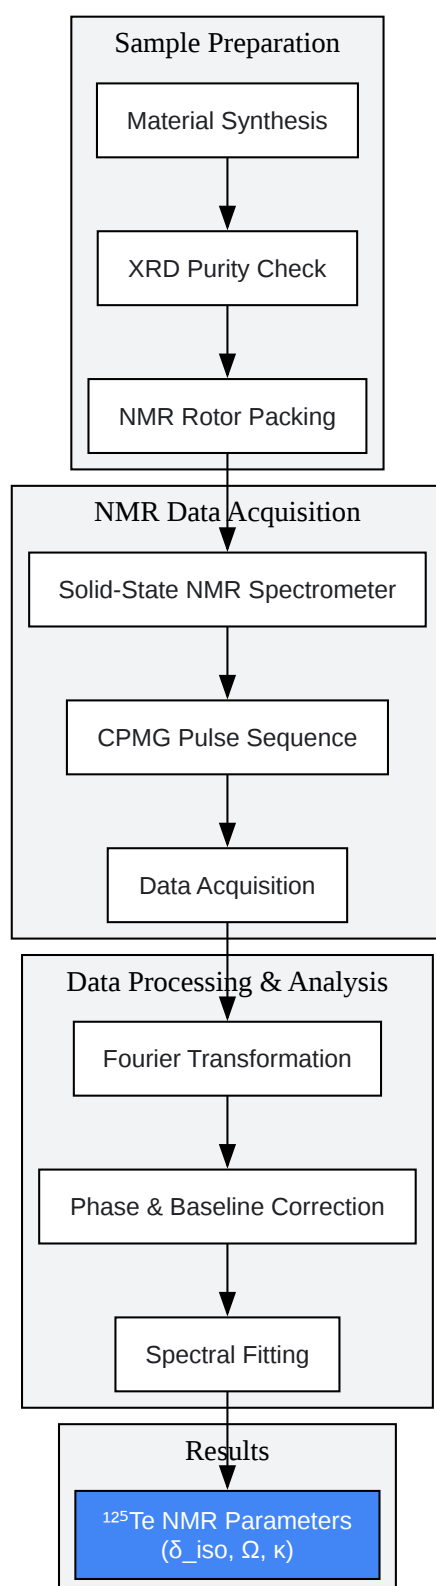 Sample Preparation
Material Synthesis
XRD Purity Check
NMR Rotor Packing
NMR Data Acquisition
Solid-State NMR Spectrometer
CPMG Pulse Sequence
Data Acquisition
Data Processing & Analysis
Fourier Transformation
Phase & Baseline Correction
Spectral Fitting
Results
¹²⁵Te NMR Parameters
(δ_iso, Ω, κ)